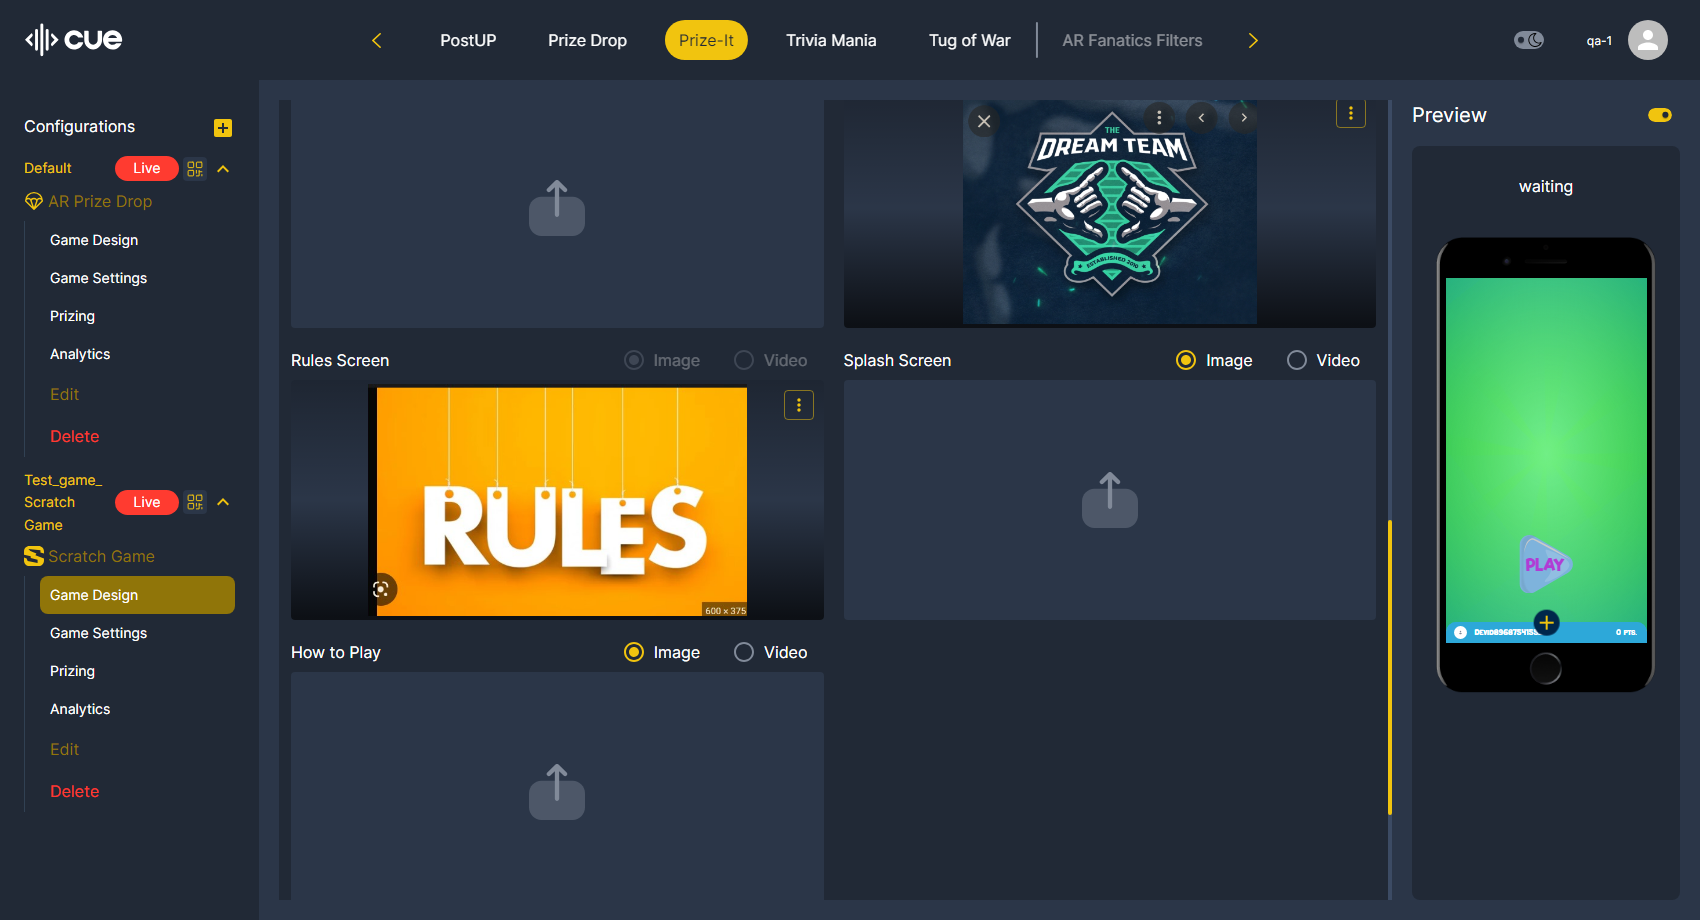 cue
PostUP
Prize Drop
Prize-It
Trivia Mania
Tug of War
AR Fanatics Filters
qa-1
Configurations
Default
Live
AR Prize Drop
Game Design
Game Settings
Prizing
Analytics
Edit
Delete
Test_game_
Scratch
Game
Live
Scratch Game
Game Design
Game Settings
Prizing
Analytics
Edit
Delete
THE
DREAM TEAM
ESTABLISHED 2010
Rules Screen
Image
Video
Splash Screen
Image
Video
RULES
600 × 375
How to Play
Image
Video
Preview
waiting
PLAY
0 PTS.